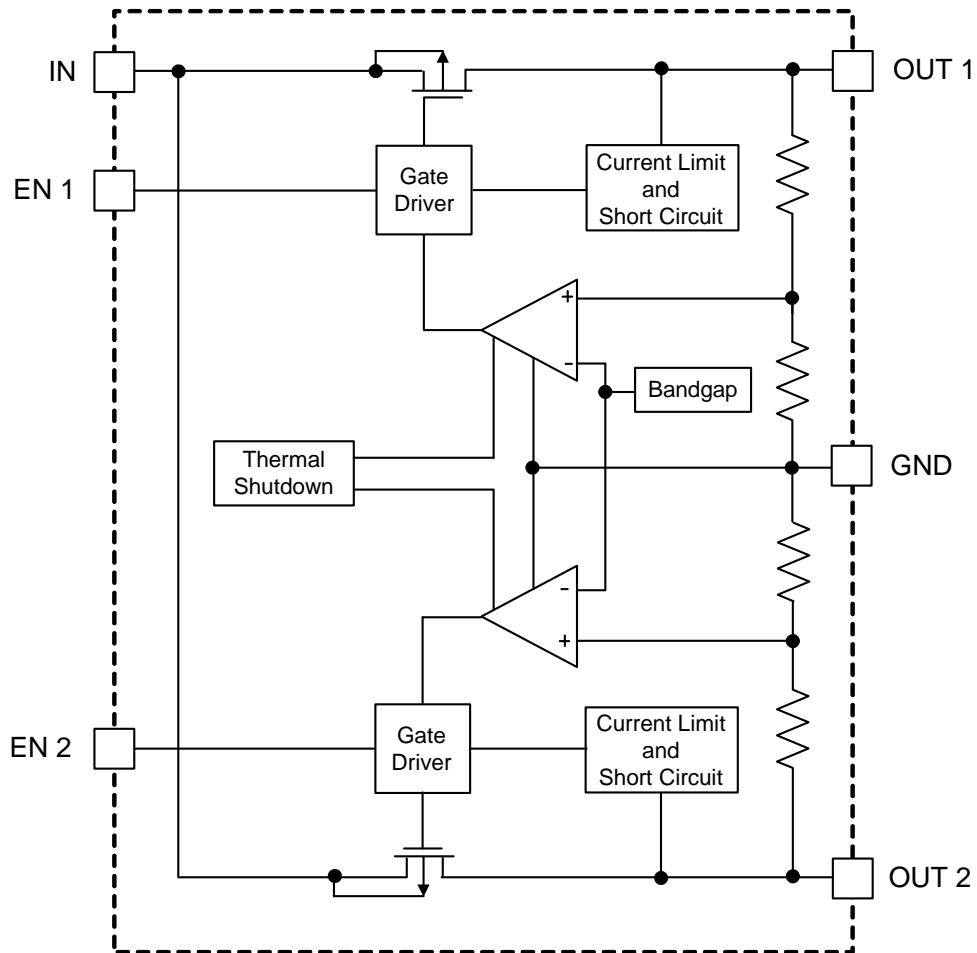 IN
OUT 1
EN 1
Gate
Driver
Current Limit
and
Short Circuit
+
-
Bandgap
Thermal
Shutdown
GND
-
+
EN 2
Gate
Driver
Current Limit
and
Short Circuit
OUT 2